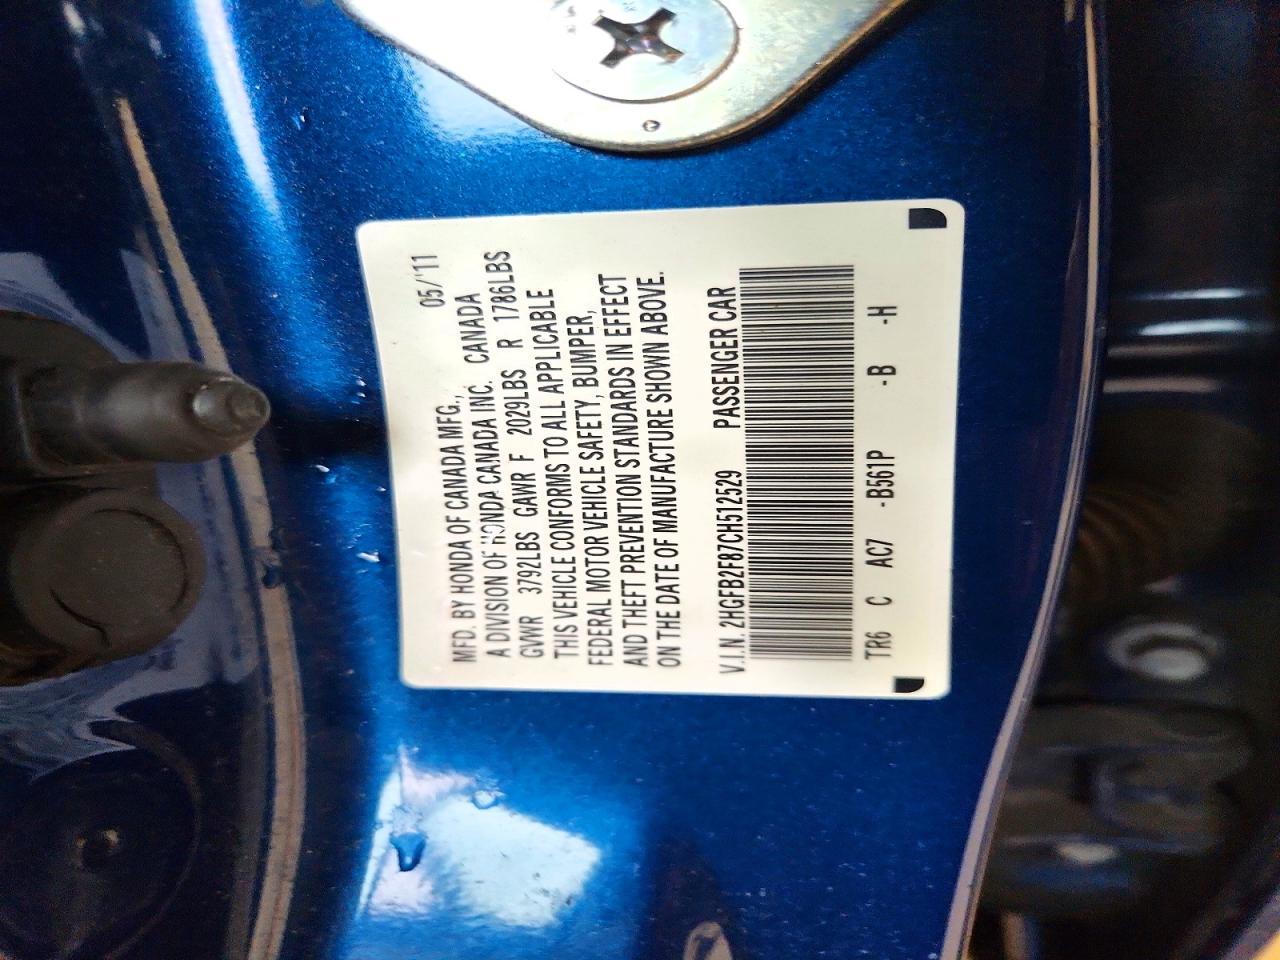 MFD. BY HONDA OF CANADA MFG., 05/'11
A DIVISION OF HONDA CANADA INC. CANADA
GVWR 3792LBS GAWR F 2029LBS R 1786LBS
THIS VEHICLE CONFORMS TO ALL APPLICABLE
FEDERAL MOTOR VEHICLE SAFETY, BUMPER,
AND THEFT PREVENTION STANDARDS IN EFFECT
ON THE DATE OF MANUFACTURE SHOWN ABOVE.
V.I.N. 2HGFB2F87CH512529 PASSENGER CAR
TR6 C AC7 -B561P -B -H